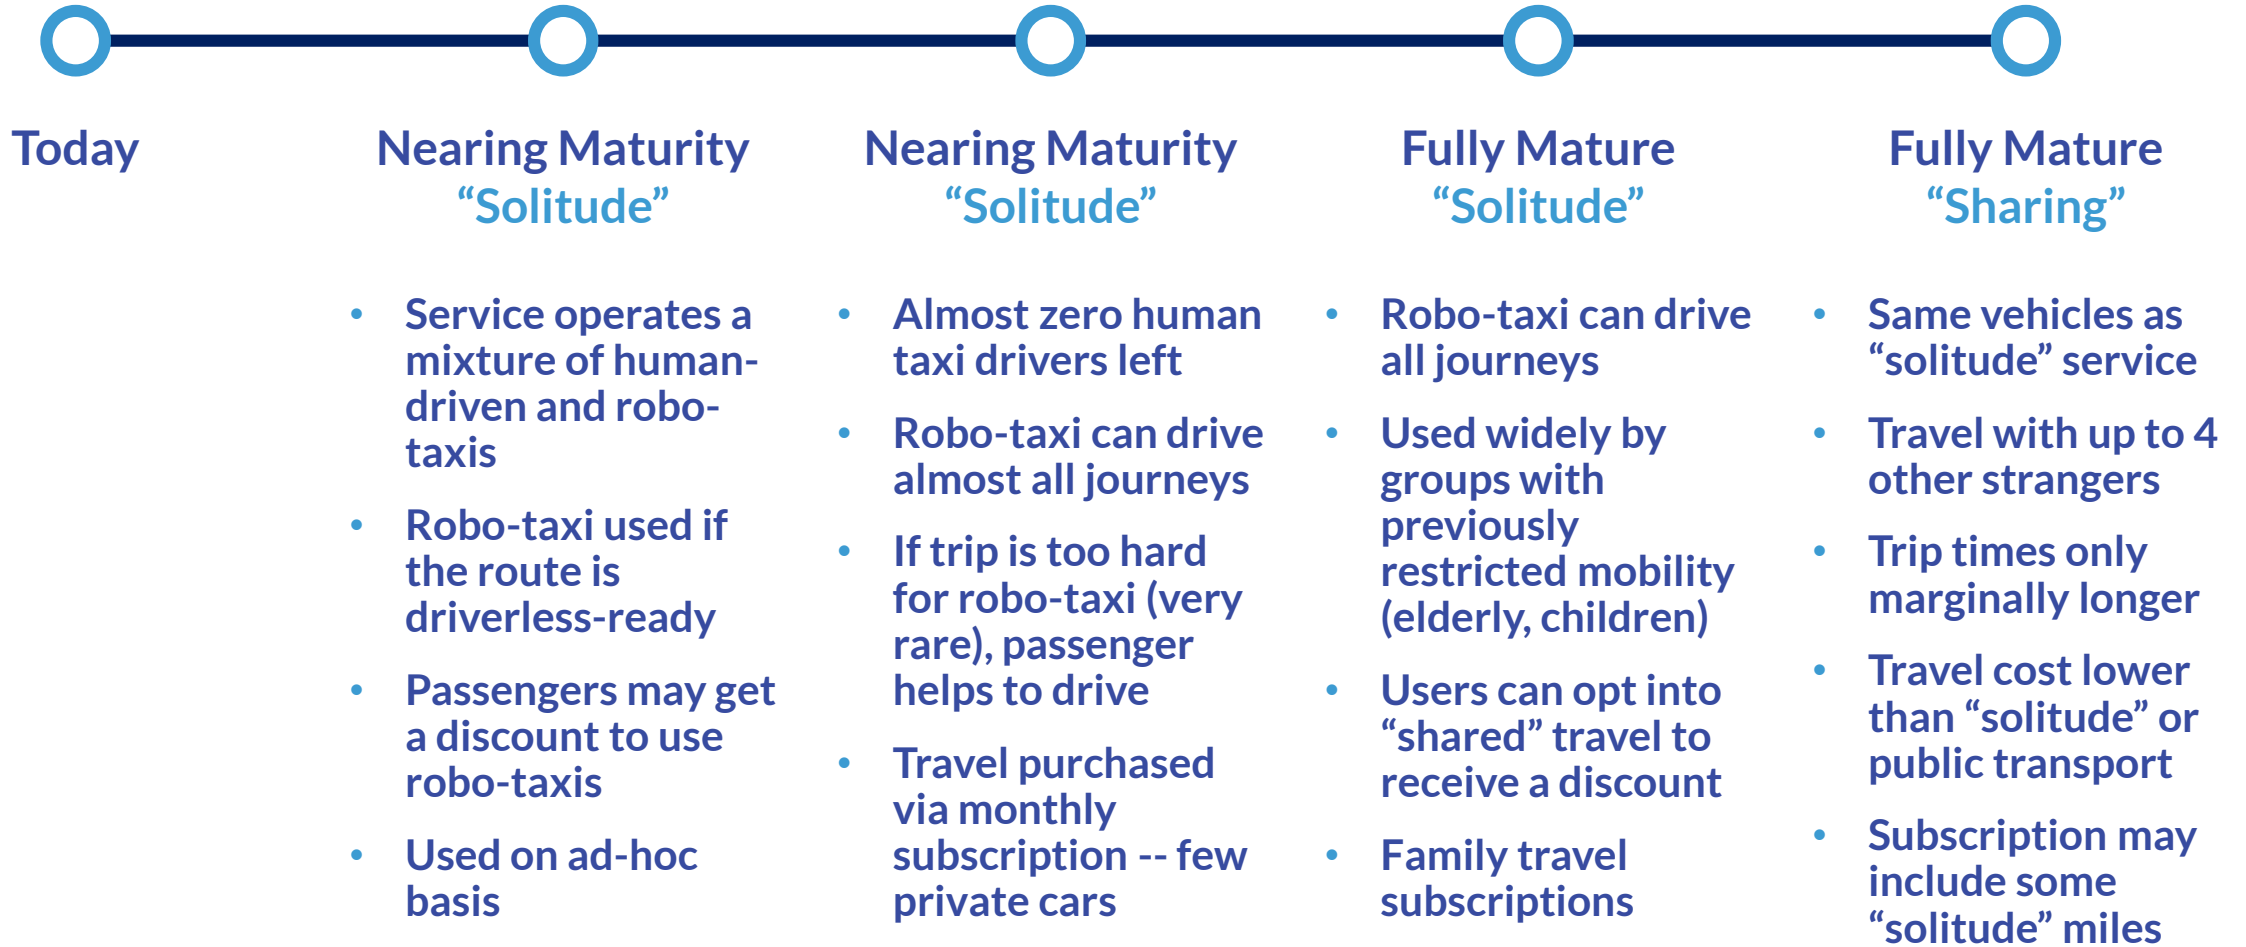 Today
Nearing Maturity
“Solitude”
• Service operates a
mixture of human-
driven and robo-
taxis
• Robo-taxi used if
the route is
driverless-ready
• Passengers may get
a discount to use
robo-taxis
• Used on ad-hoc
basis
Nearing Maturity
“Solitude”
• Almost zero human
taxi drivers left
• Robo-taxi can drive
almost all journeys
• If trip is too hard
for robo-taxi (very
rare), passenger
helps to drive
• Travel purchased
via monthly
subscription -- few
private cars
Fully Mature
“Solitude”
• Robo-taxi can drive
all journeys
• Used widely by
groups with
previously
restricted mobility
(elderly, children)
• Users can opt into
“shared” travel to
receive a discount
• Family travel
subscriptions
Fully Mature
“Sharing”
• Same vehicles as
“solitude” service
• Travel with up to 4
other strangers
• Trip times only
marginally longer
• Travel cost lower
than “solitude” or
public transport
• Subscription may
include some
“solitude” miles